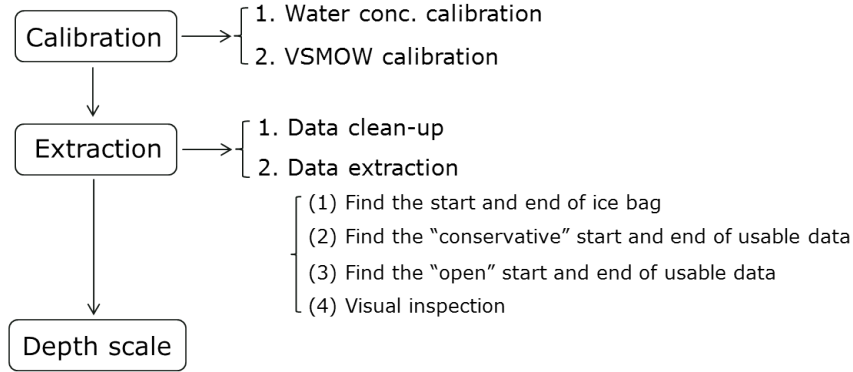 Calibration
1. Water conc. calibration
2. VSMOW calibration
Extraction
1. Data clean-up
2. Data extraction
(1) Find the start and end of ice bag
(2) Find the “conservative” start and end of usable data
(3) Find the “open” start and end of usable data
(4) Visual inspection
Depth scale